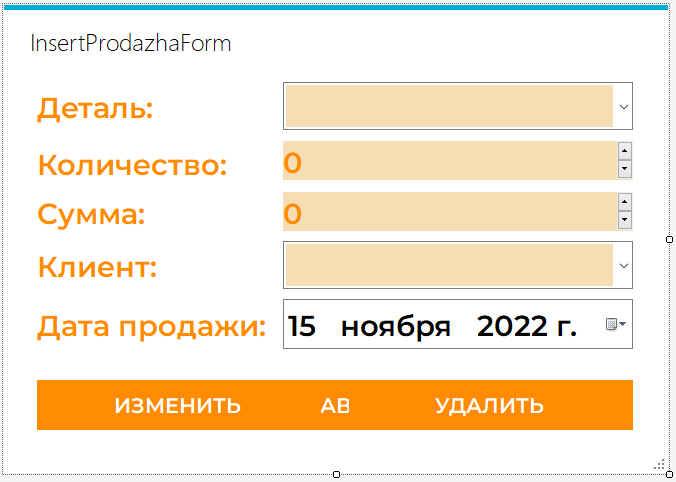 InsertProdazhaForm
Деталь:
Количество: 0
Сумма: 0
Клиент:
Дата продажи: 15 ноября 2022 г.
ИЗМЕНИТЬ АВ УДАЛИТЬ